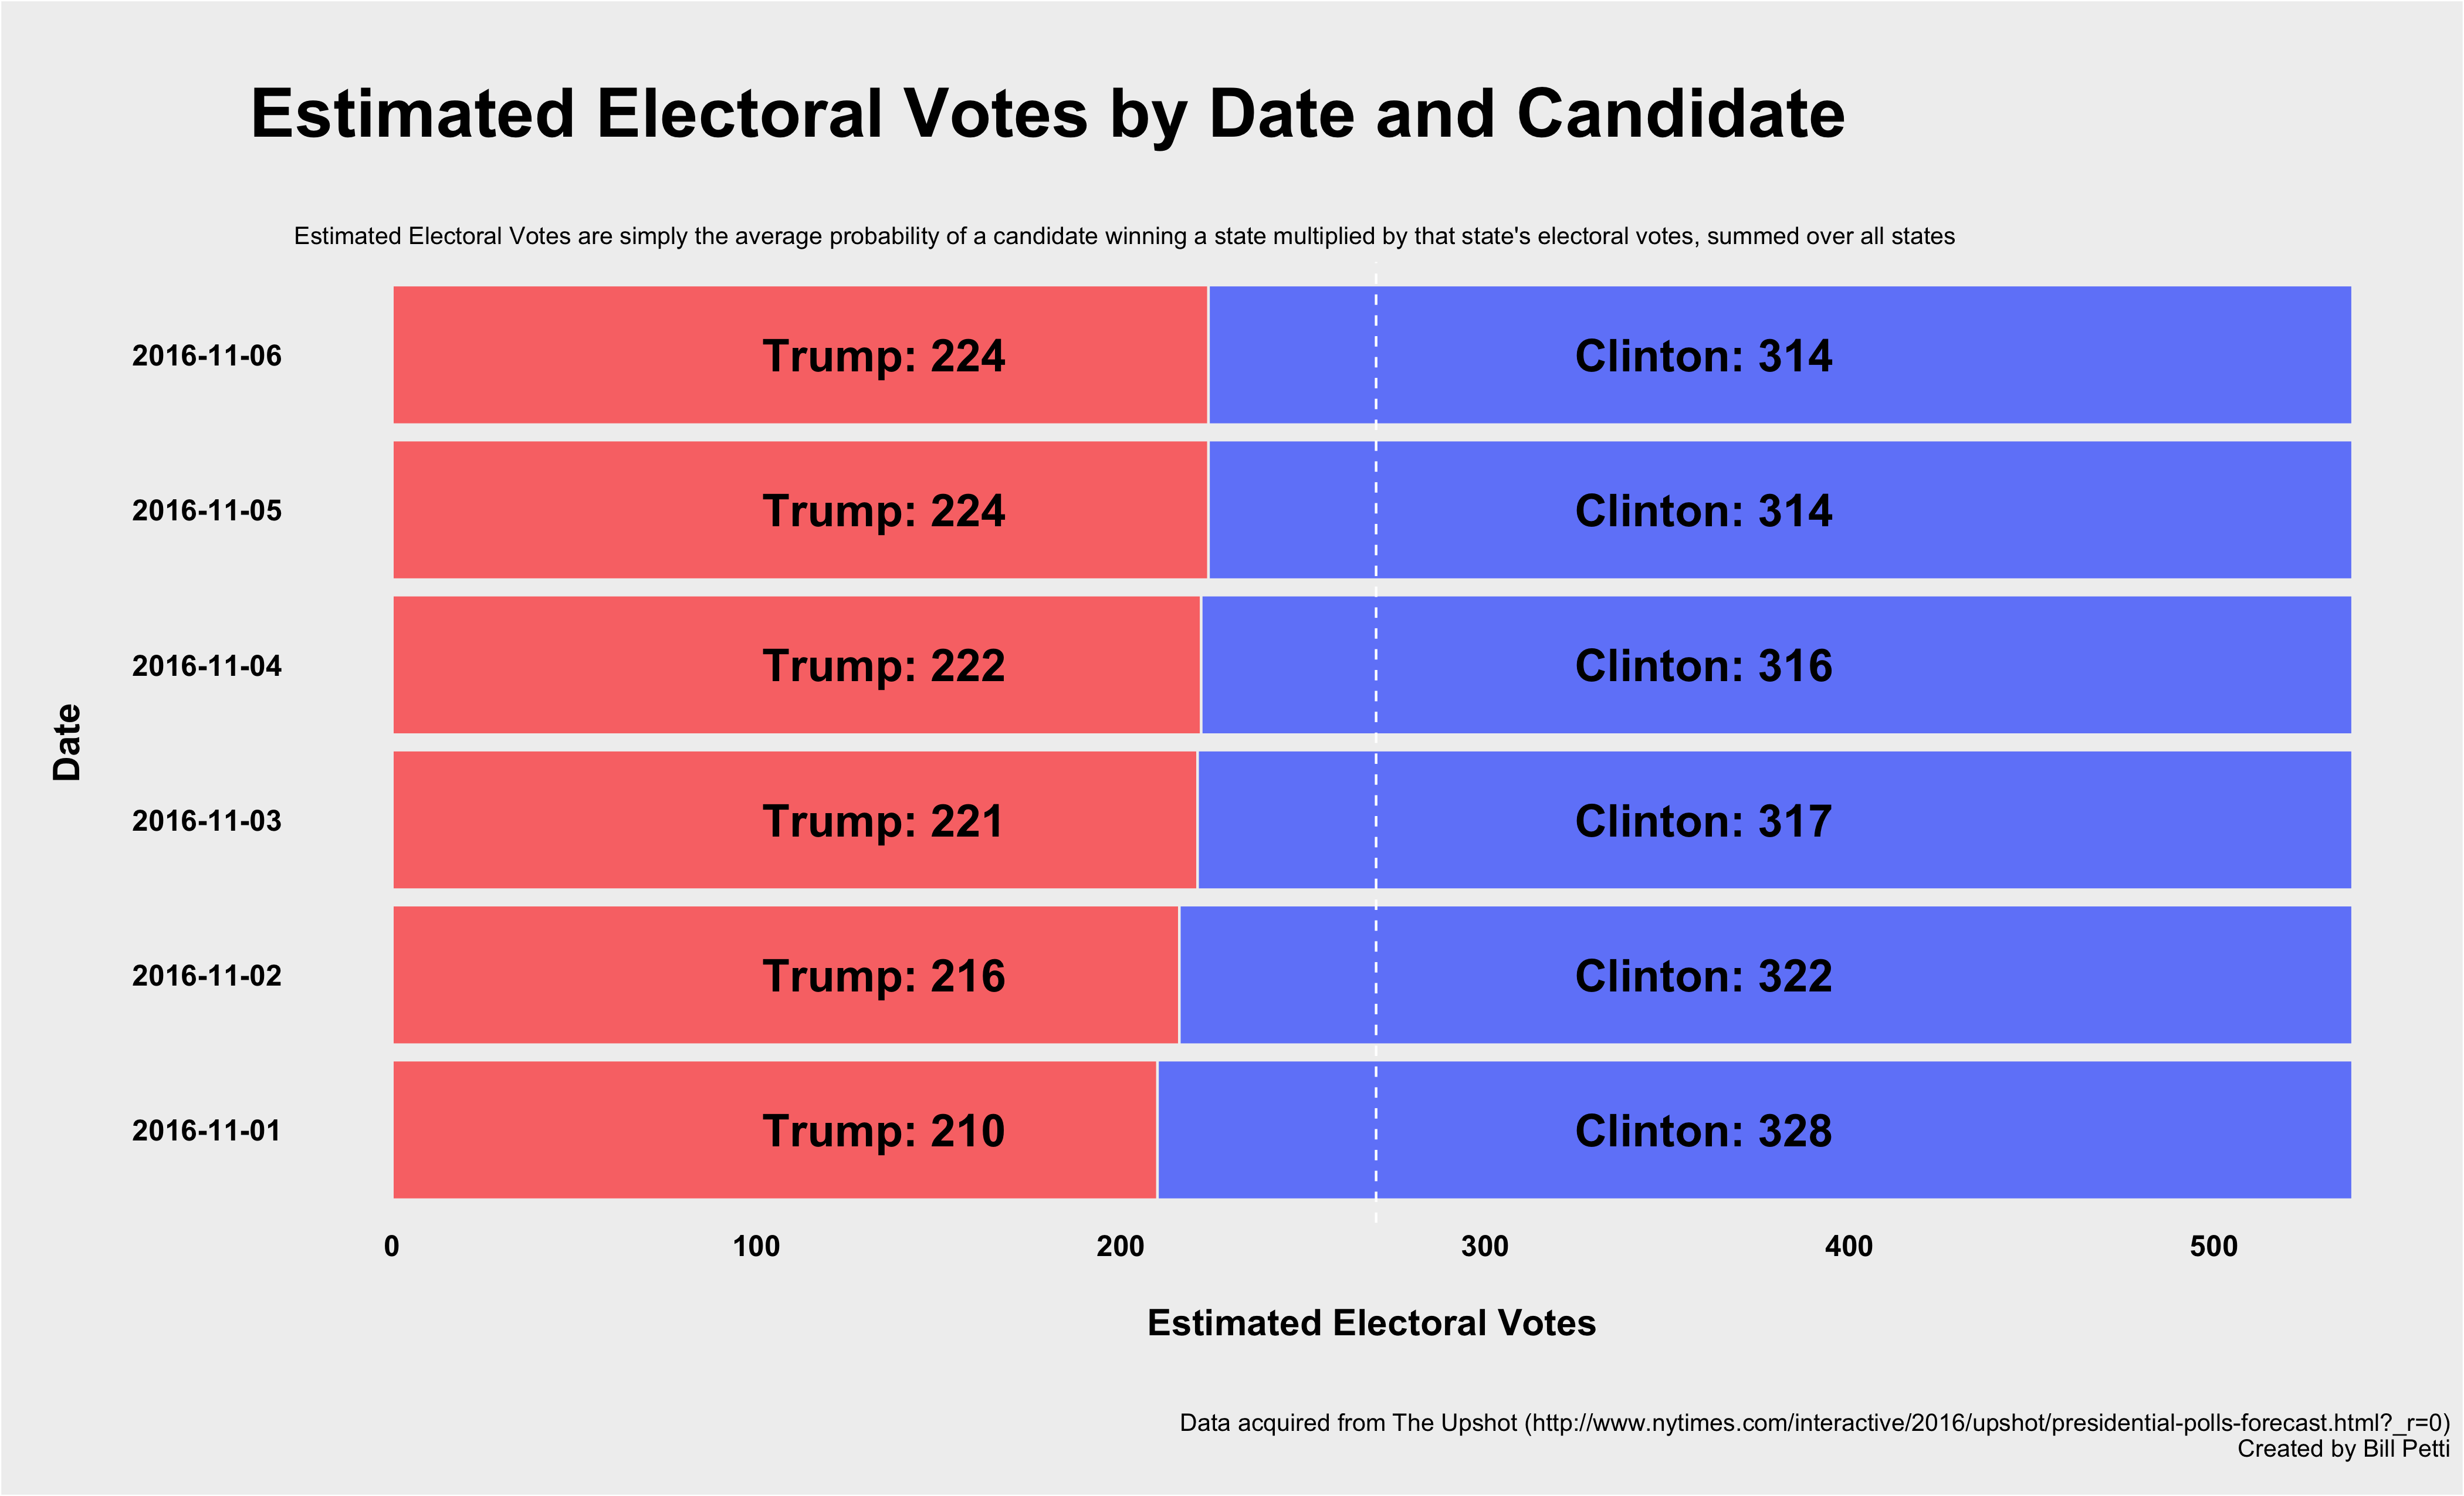 Estimated Electoral Votes by Date and Candidate
Estimated Electoral Votes are simply the average probability of a candidate winning a state multiplied by that state's electoral votes, summed over all states
2016-11-06 Trump: 224 Clinton: 314
2016-11-05 Trump: 224 Clinton: 314
2016-11-04 Trump: 222 Clinton: 316
Date
2016-11-03 Trump: 221 Clinton: 317
2016-11-02 Trump: 216 Clinton: 322
2016-11-01 Trump: 210 Clinton: 328
0 100 200 300 400 500
Estimated Electoral Votes
Data acquired from The Upshot (http://www.nytimes.com/interactive/2016/upshot/presidential-polls-forecast.html?_r=0)
Created by Bill Petti